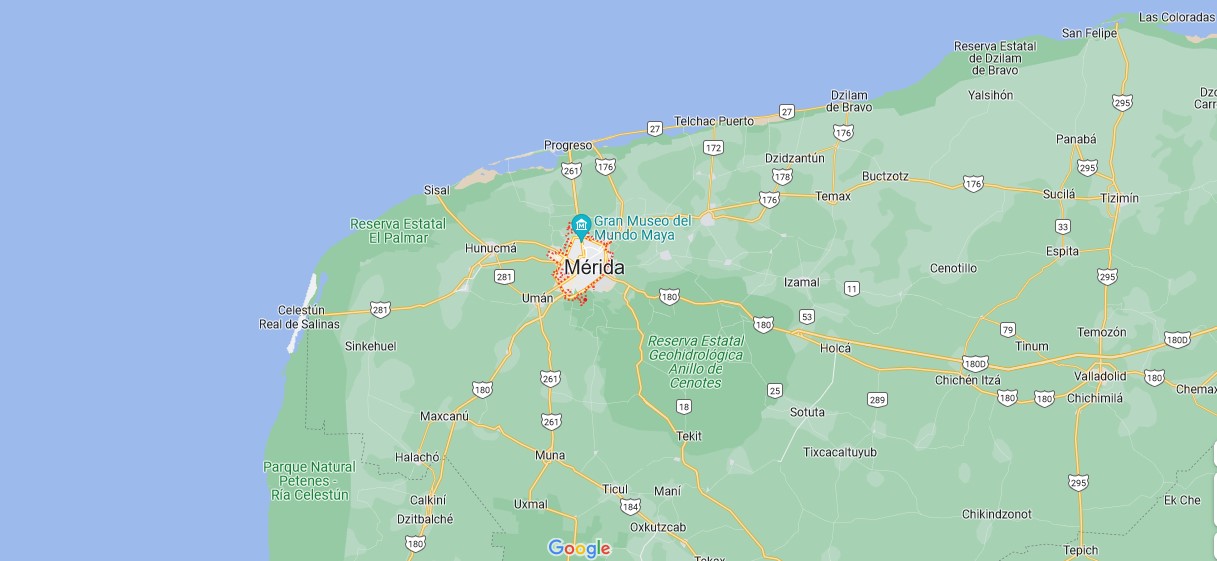 Las Coloradas
San Felipe
Reserva Estatal
de Dzilam
de Bravo
Yalsihón
295
Dzilam
de Bravo
27
Telchac Puerto
27
176
Panabá
Progreso
172
Dzidzantún
261
176
178
295
Buctzotz
176
Sisal
176
Temax
Sucilá
Tizimín
Reserva Estatal
El Palmar
Gran Museo del
Mundo Maya
33
Hunucmá
Espita
Mérida
Cenotillo
281
Izamal
11
295
Umán
180
Celestún
Real de Salinas
281
53
180
79
Temozón
180D
Sinkehuel
Reserva Estatal
Geohidrológica
Anillo de
Cenotes
Holcá
Tinum
180D
Chichén Itzá
Valladolid
180
261
180
25
180
180
Chemax
Chichimilá
289
18
Sotuta
Maxcanú
261
Tekit
Tixcacaltuyub
Halachó
Muna
Parque Natural
Petenes -
Ría Celestún
295
Calkiní
Ticul
Maní
Uxmal
184
Ek Che
Dzitbalché
Chikindzonot
Oxkutzcab
180
Google
Tepich